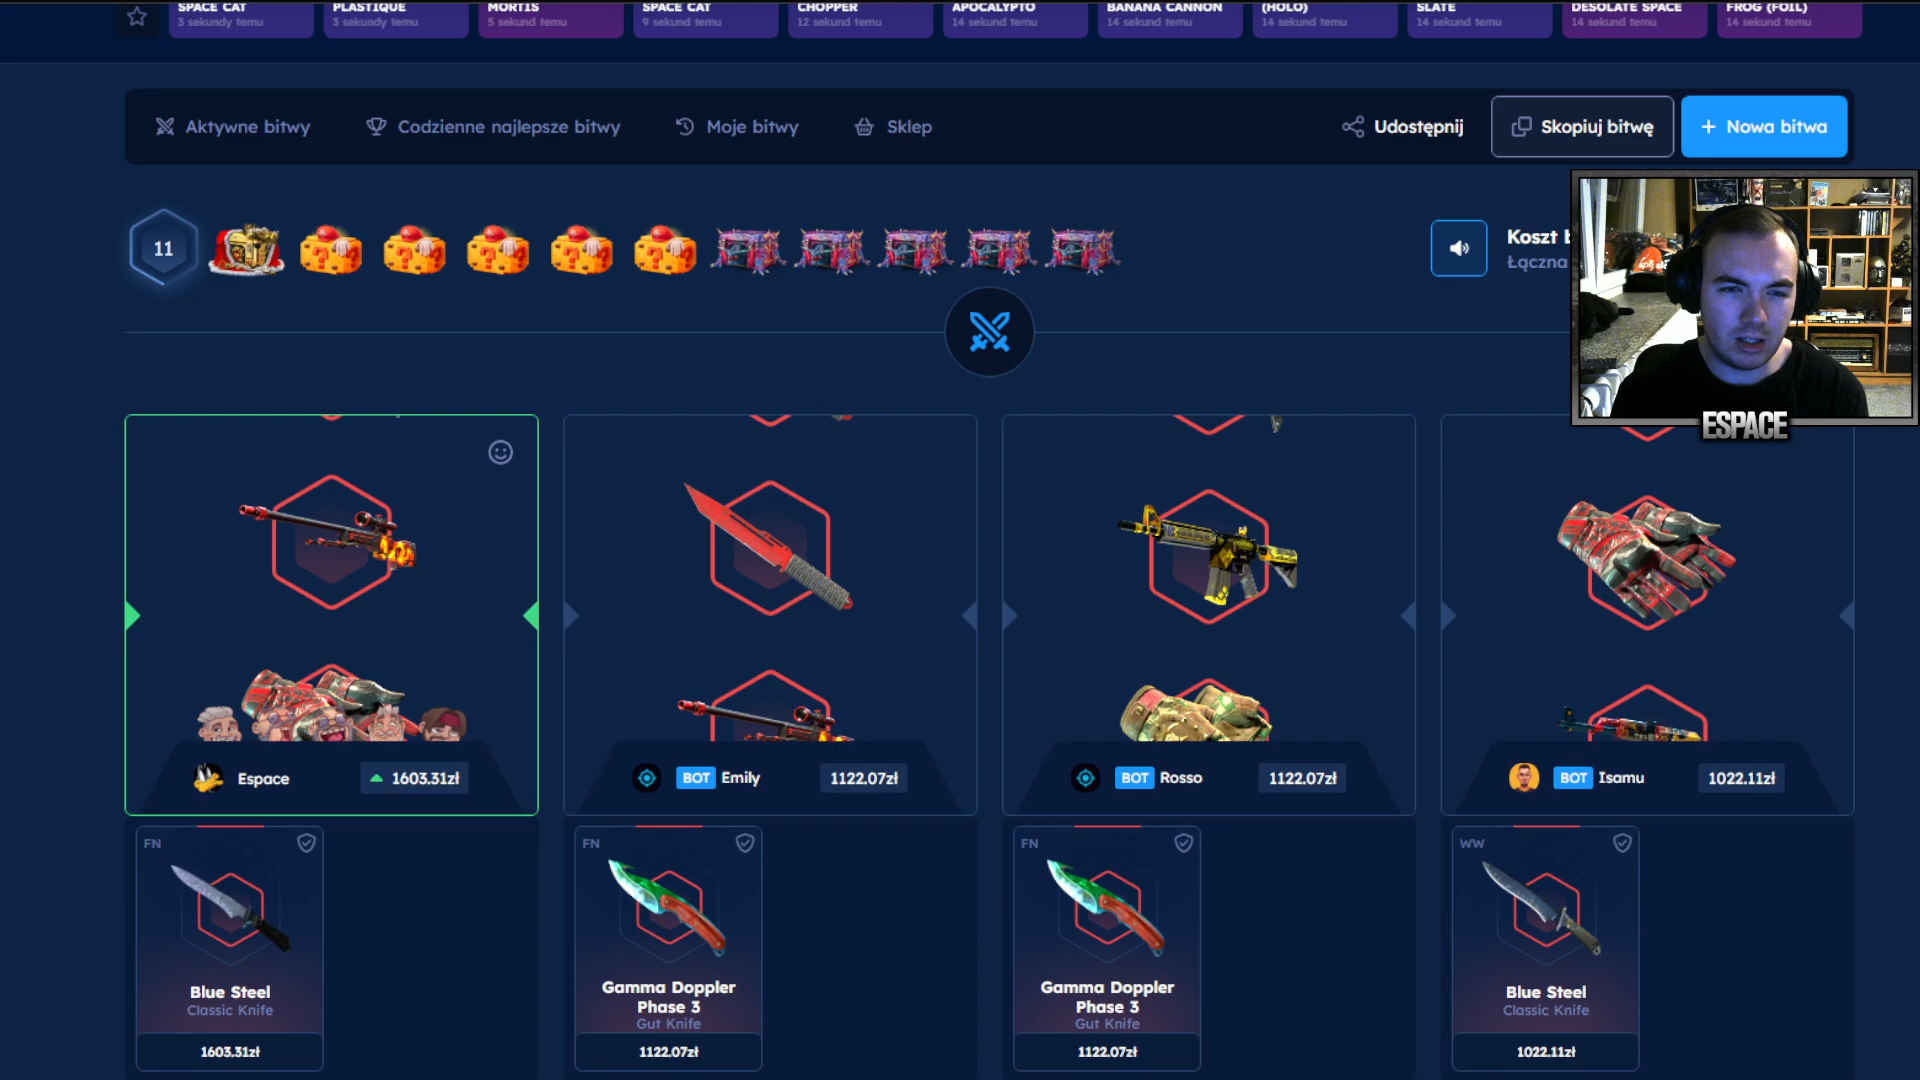 SPACE CAT
3 sekundy temu
PLASTIQUE
3 sekundy temu
MORTIS
5 sekund temu
SPACE CAT
9 sekund temu
CHOPPER
12 sekund temu
APOCALYPTO
14 sekund temu
BANANA CANNON
14 sekund temu
(HOLO)
14 sekund temu
SLATE
14 sekund temu
DESOLATE SPACE
14 sekund temu
FROG (FOIL)
14 sekund temu
Aktywne bitwy
Codzienne najlepsze bitwy
Moje bitwy
Sklep
Udostępnij
Skopiuj bitwę
+ Nowa bitwa
11
Koszt
Łączna
ESPACE
Espace
1603.31zł
BOT Emily
1122.07zł
BOT Rosso
1122.07zł
BOT Isamu
1022.11zł
FN
Blue Steel
Classic Knife
1603.31zł
FN
Gamma Doppler
Phase 3
Gut Knife
1122.07zł
FN
Gamma Doppler
Phase 3
Gut Knife
1122.07zł
WW
Blue Steel
Classic Knife
1022.11zł